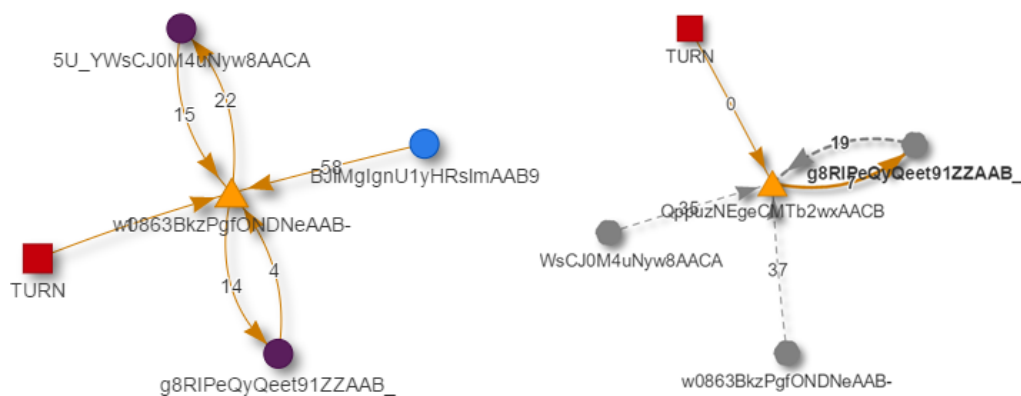 5U_YWsCJ0M4uNyw8AACA
15
22
58
BJIMgIgnU1yHRsImAAB9
w0863BkzPgfONDNeAAB-
TURN
14
4
g8RIPeQyQeet91ZZAAB_
TURN
0
19
g8RIPeQyQeet91ZZAAB_
7
QppuzNEgeCMTb2wxAACB
35
WsCJ0M4uNyw8AACA
37
w0863BkzPgfONDNeAAB-